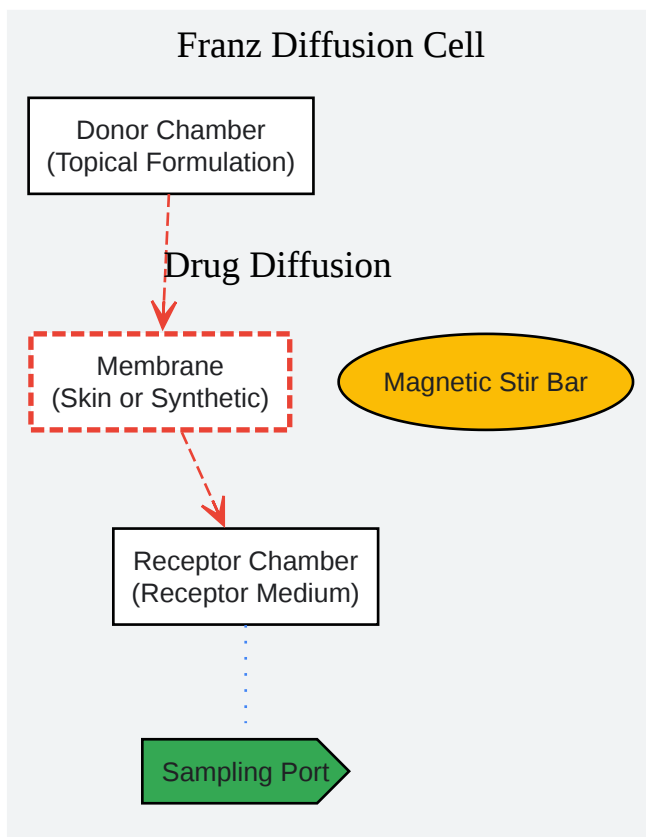 Franz Diffusion Cell
Donor Chamber
(Topical Formulation)
Drug Diffusion
Membrane
(Skin or Synthetic)
Magnetic Stir Bar
Receptor Chamber
(Receptor Medium)
Sampling Port